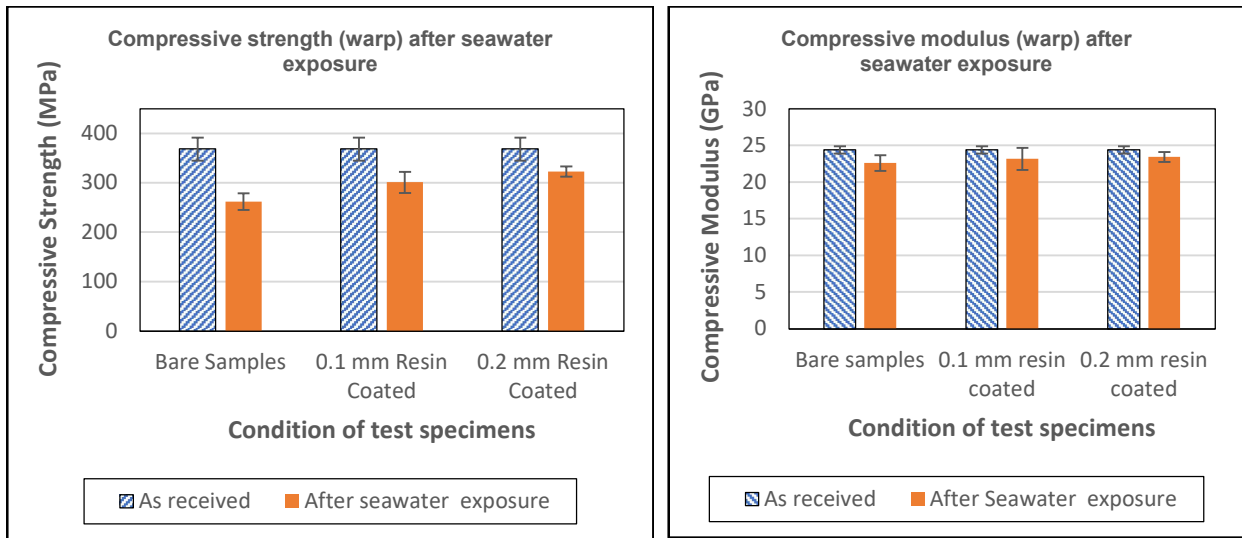 Compressive strength (warp) after seawater
exposure
Compressive Strength (MPa)
400
300
200
100
0
Bare Samples
0.1 mm Resin
Coated
0.2 mm Resin
Coated
Condition of test specimens
As received
After seawater  exposure
Compressive modulus (warp) after
seawater exposure
Compressive Modulus (GPa)
30
25
20
15
10
5
0
Bare samples
0.1 mm resin
coated
0.2 mm resin
coated
Condition of test specimens
As received
After Seawater exposure